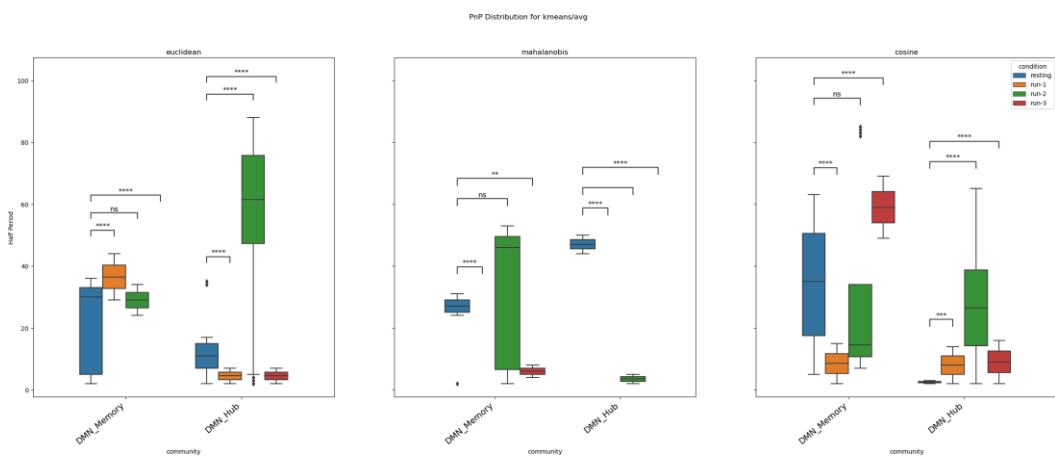 PnP Distribution for kmeans/avg
euclidean
Half Period
100
80
60
40
20
0
****
ns
****
****
****
****
DMN_Memory
DMN_Hub
community
mahalanobis
**
ns
****
****
****
DMN_Memory
DMN_Hub
community
cosine
condition
resting
run-1
run-2
run-3
****
ns
****
****
****
***
DMN_Memory
DMN_Hub
community